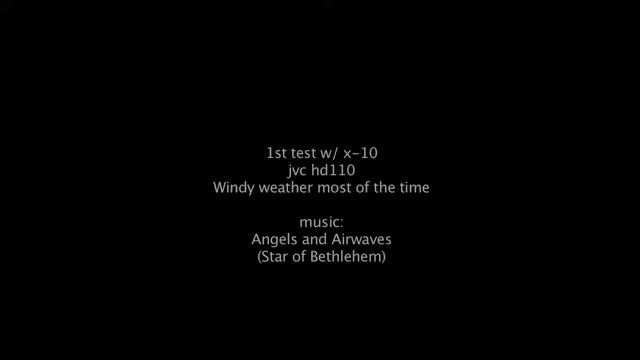 1st test w/ x-10
jvc hd110
Windy weather most of the time
music:
Angels and Airwaves
(Star of Bethlehem)